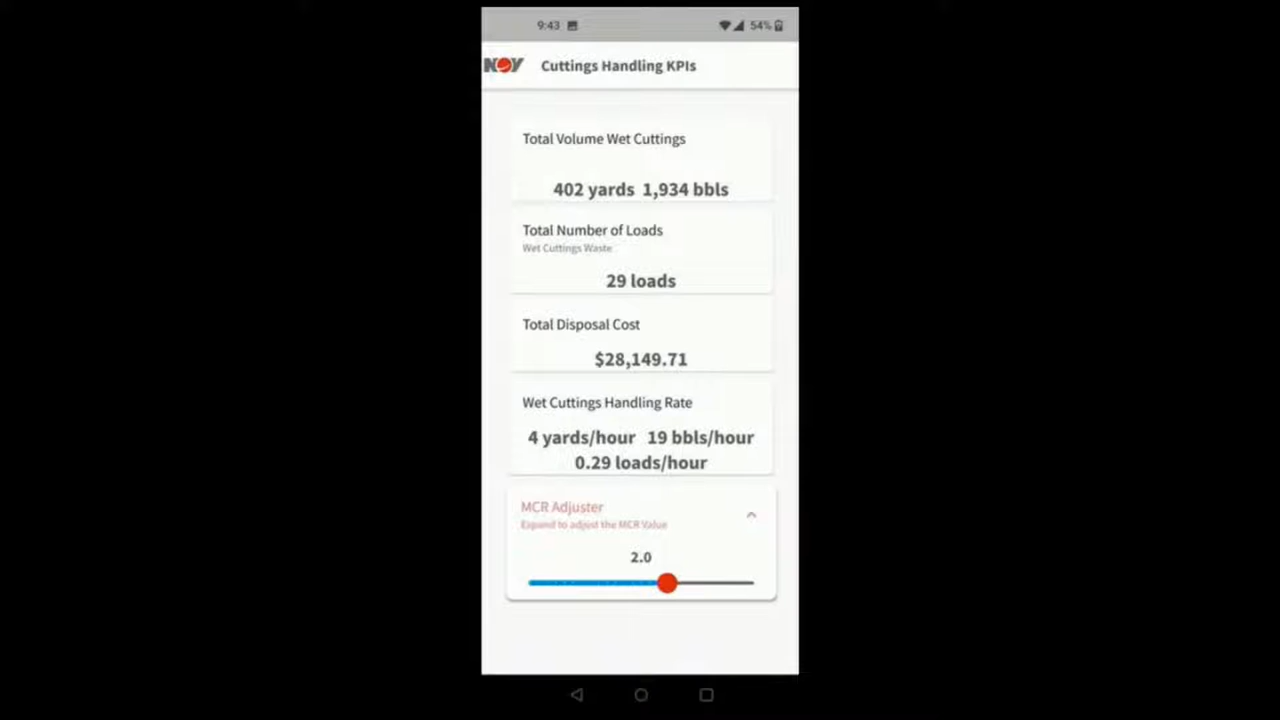 9:43 54%
NOV Cuttings Handling KPIs
Total Volume Wet Cuttings
402 yards 1,934 bbls
Total Number of Loads
Wet Cuttings Waste
29 loads
Total Disposal Cost
$28,149.71
Wet Cuttings Handling Rate
4 yards/hour 19 bbls/hour
0.29 loads/hour
MCR Adjuster
Expand to adjust the MCR Value
2.0